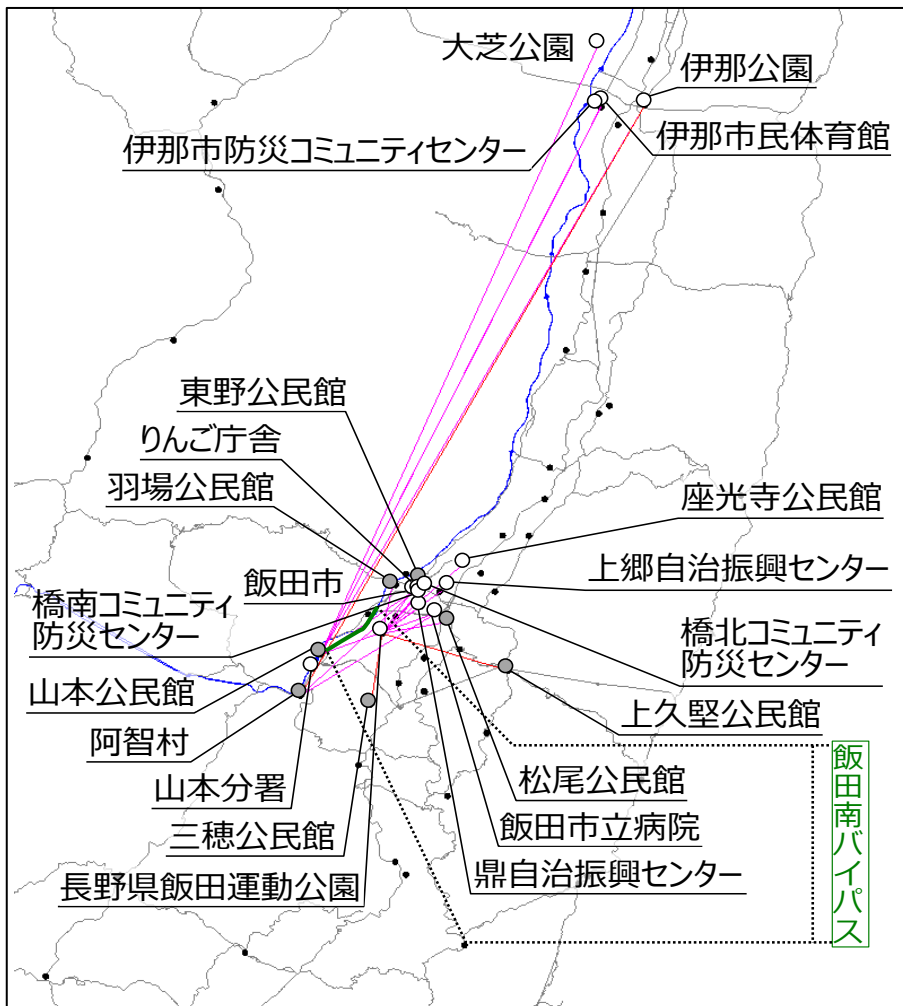 大芝公園
伊那公園
伊那市防災コミュニティセンター
伊那市民体育館
東野公民館
りんご庁舎
羽場公民館
座光寺公民館
上郷自治振興センター
飯田市
橋南コミュニティ
防災センター
橋北コミュニティ
防災センター
山本公民館
上久堅公民館
阿智村
松尾公民館
山本分署
飯田市立病院
三穂公民館
鼎自治振興センター
長野県飯田運動公園
飯田南バイパス